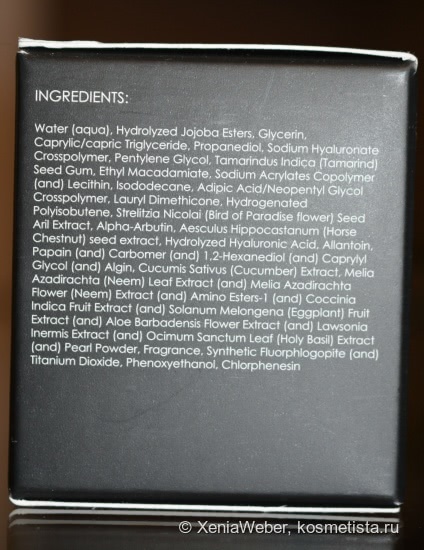 INGREDIENTS:
Water (aqua), Hydrolyzed Jojoba Esters, Glycerin,
Caprylic/capric Triglyceride, Propanediol, Sodium Hyaluronate
Crosspolymer, Pentylene Glycol, Tamarindus Indica (Tamarind)
Seed Gum, Ethyl Macadamiate, Sodium Acrylates Copolymer
(and) Lecithin, Isododecane, Adipic Acid/Neopentyl Glycol
Crosspolymer, Lauryl Dimethicone, Hydrogenated
Polyisobutene, Strelitzia Nicolai (Bird of Paradise flower) Seed
Aril Extract, Alpha-Arbutin, Aesculus Hippocastanum (Horse
Chestnut) seed extract, Hydrolyzed Hyaluronic Acid, Allantoin,
Papain (and) Carbomer (and) 1,2-Hexanediol (and) Caprylyl
Glycol (and) Algin, Cucumis Sativus (Cucumber) Extract, Melia
Azadirachta (Neem) Leaf Extract (and) Melia Azadirachta
Flower (Neem) Extract (and) Amino Esters-1 (and) Coccinia
Indica Fruit Extract (and) Solanum Melongena (Eggplant) Fruit
Extract (and) Aloe Barbadensis Flower Extract (and) Lawsonia
Inermis Extract (and) Ocimum Sanctum Leaf (Holy Basil) Extract
(and) Pearl Powder, Fragrance, Synthetic Fluorphlogopite (and)
Titanium Dioxide, Phenoxyethanol, Chlorphenesin
© XeniaWeber, kosmetista.ru